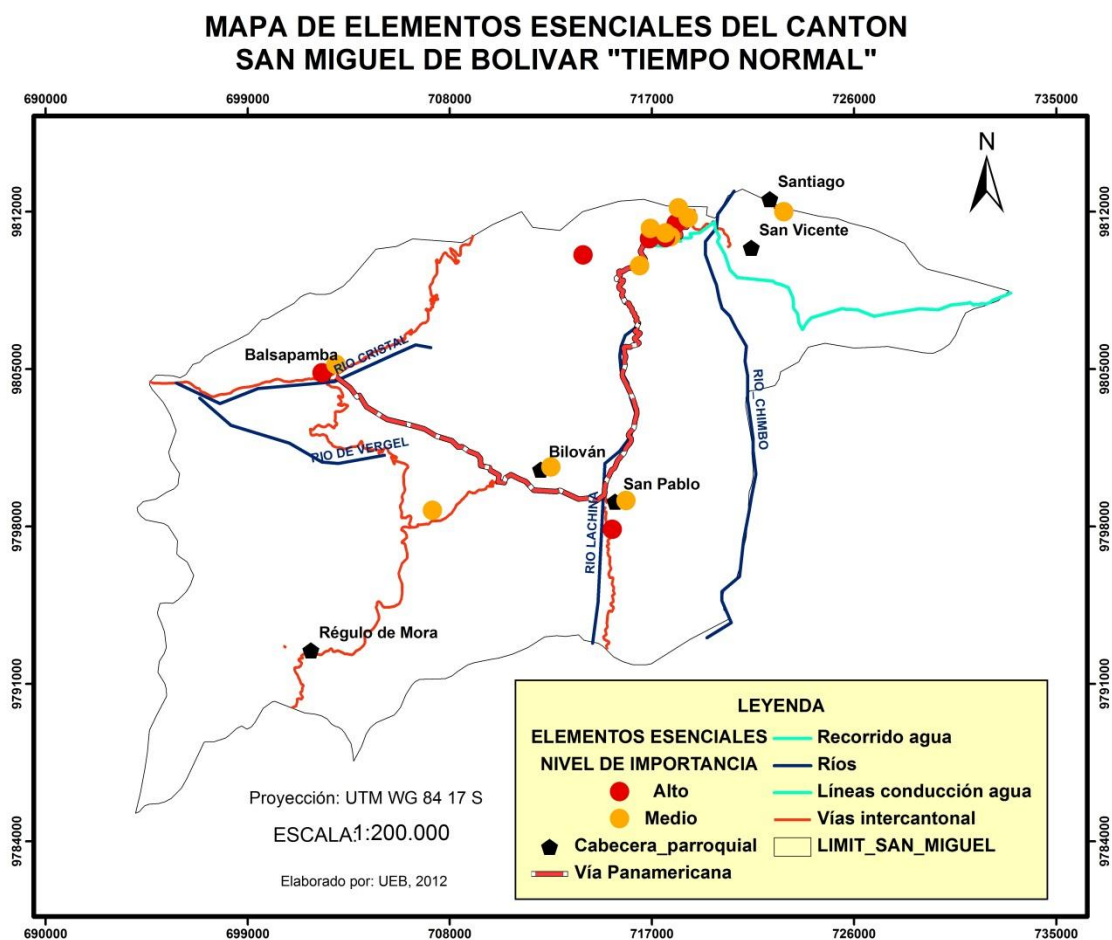 MAPA DE ELEMENTOS ESENCIALES DEL CANTON
SAN MIGUEL DE BOLIVAR "TIEMPO NORMAL"
690000 699000 708000 717000 726000 735000
N
9812000 9812000
Santiago
San Vicente
9805000 9805000
Balsapamba
RIO CRISTAL
RIO_CHIMBO
RIO DE VERGEL
Bilován
San Pablo
RIO LACHINA
9798000 9798000
Régulo de Mora
9791000 9791000
LEYENDA
ELEMENTOS ESENCIALES
NIVEL DE IMPORTANCIA
Alto
Medio
Cabecera_parroquial
Vía Panamericana
Recorrido agua
Ríos
Líneas conducción agua
Vías intercantonal
LIMIT_SAN_MIGUEL
Proyección: UTM WG 84 17 S
ESCALA:1:200.000
Elaborado por: UEB, 2012
9784000 9784000
690000 699000 708000 717000 726000 735000